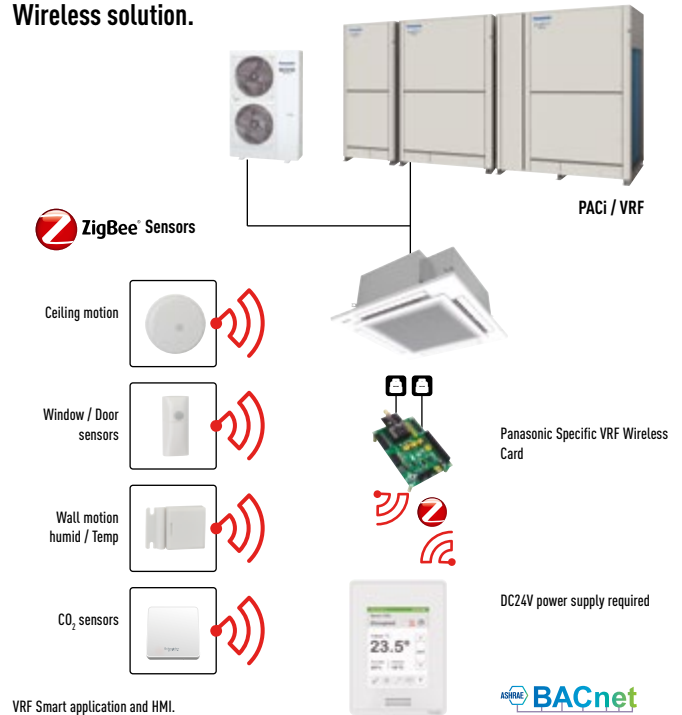 Wireless solution.
PACi / VRF
ZigBee® Sensors
Ceiling motion
Window / Door
sensors
Panasonic Specific VRF Wireless
Card
Wall motion
humid / Temp
CO₂ sensors
DC24V power supply required
23.5°
VRF Smart application and HMI.
ASHRAE BACnet